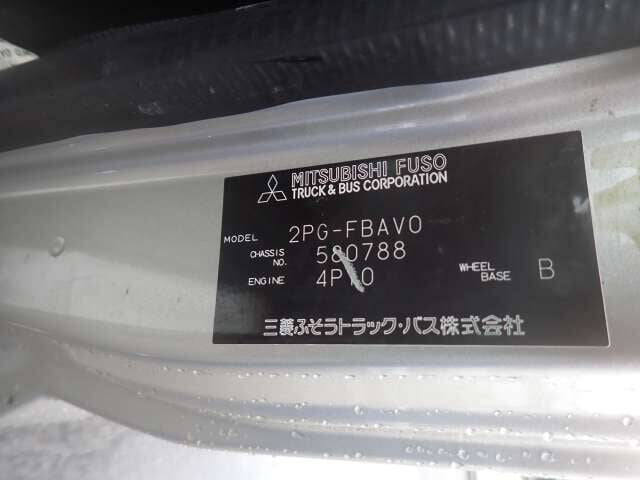 MITSUBISHI FUSO
TRUCK & BUS CORPORATION
MODEL 2PG-FBAV0
CHASSIS NO. 580788
ENGINE 4P10
WHEEL BASE B
三菱ふそうトラック・バス株式会社